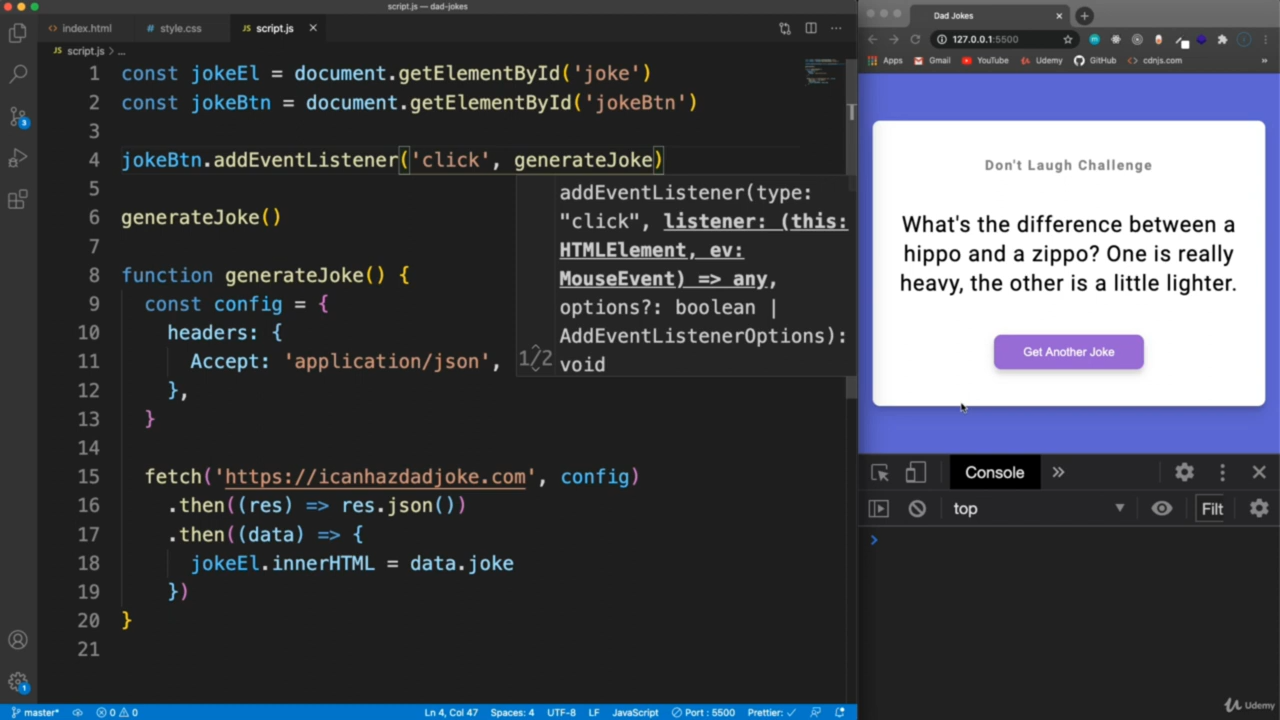 script.js — dad-jokes
index.html
style.css
JS script.js
JS script.js > ...
1 const jokeEl = document.getElementById('joke')
2 const jokeBtn = document.getElementById('jokeBtn')
3
4 jokeBtn.addEventListener('click', generateJoke)
5
6 generateJoke()
7
8 function generateJoke() {
9 const config = {
10 headers: {
11 Accept: 'application/json',
12 },
13 }
14
15 fetch('https://icanhazdadjoke.com', config)
16 .then((res) => res.json())
17 .then((data) => {
18 jokeEl.innerHTML = data.joke
19 })
20 }
21
addEventListener(type:
"click", listener: (this:
HTMLElement, ev:
MouseEvent) => any,
options?: boolean |
AddEventListenerOptions):
1/2 void
3
1
master* 0 0 Ln 4, Col 47 Spaces: 4 UTF-8 LF JavaScript Port : 5500 Prettier: ✓
Dad Jokes
127.0.0.1:5500
Apps Gmail YouTube Udemy GitHub cdnjs.com »
Don't Laugh Challenge
What's the difference between a
hippo and a zippo? One is really
heavy, the other is a little lighter.
Get Another Joke
Console »
top Filt
Udemy